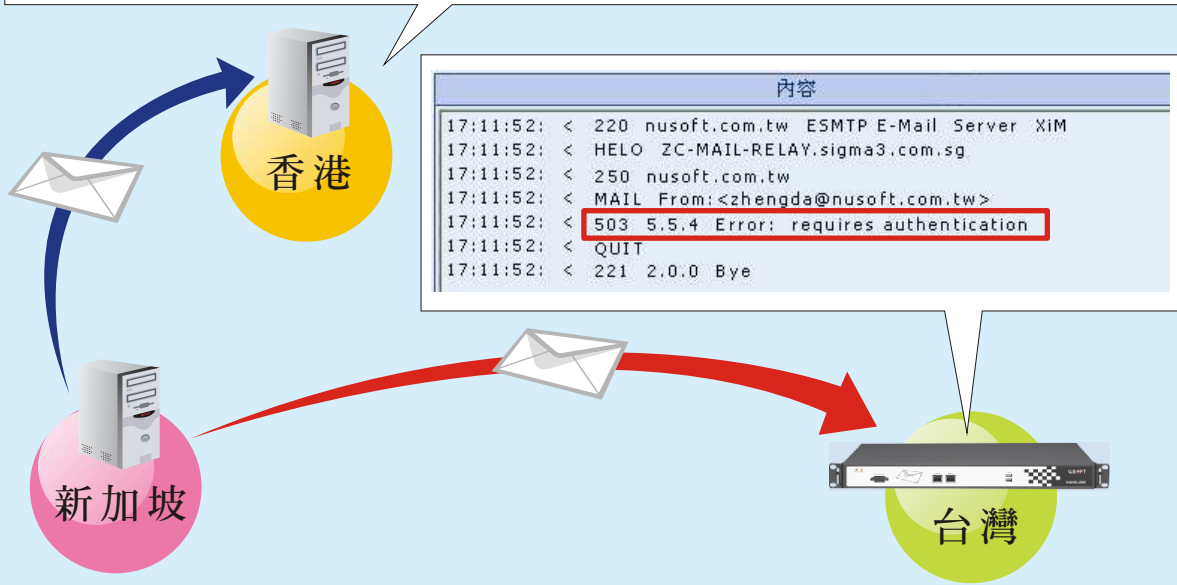 香港
內容
17:11:52: < 220 nusoft.com.tw ESMTP E-Mail Server XiM
17:11:52: < HELO ZC-MAIL-RELAY.sigma3.com.sg
17:11:52: < 250 nusoft.com.tw
17:11:52: < MAIL From:<zhengda@nusoft.com.tw>
17:11:52: < 503 5.5.4 Error: requires authentication
17:11:52: < QUIT
17:11:52: < 221 2.0.0 Bye
新加坡
台灣